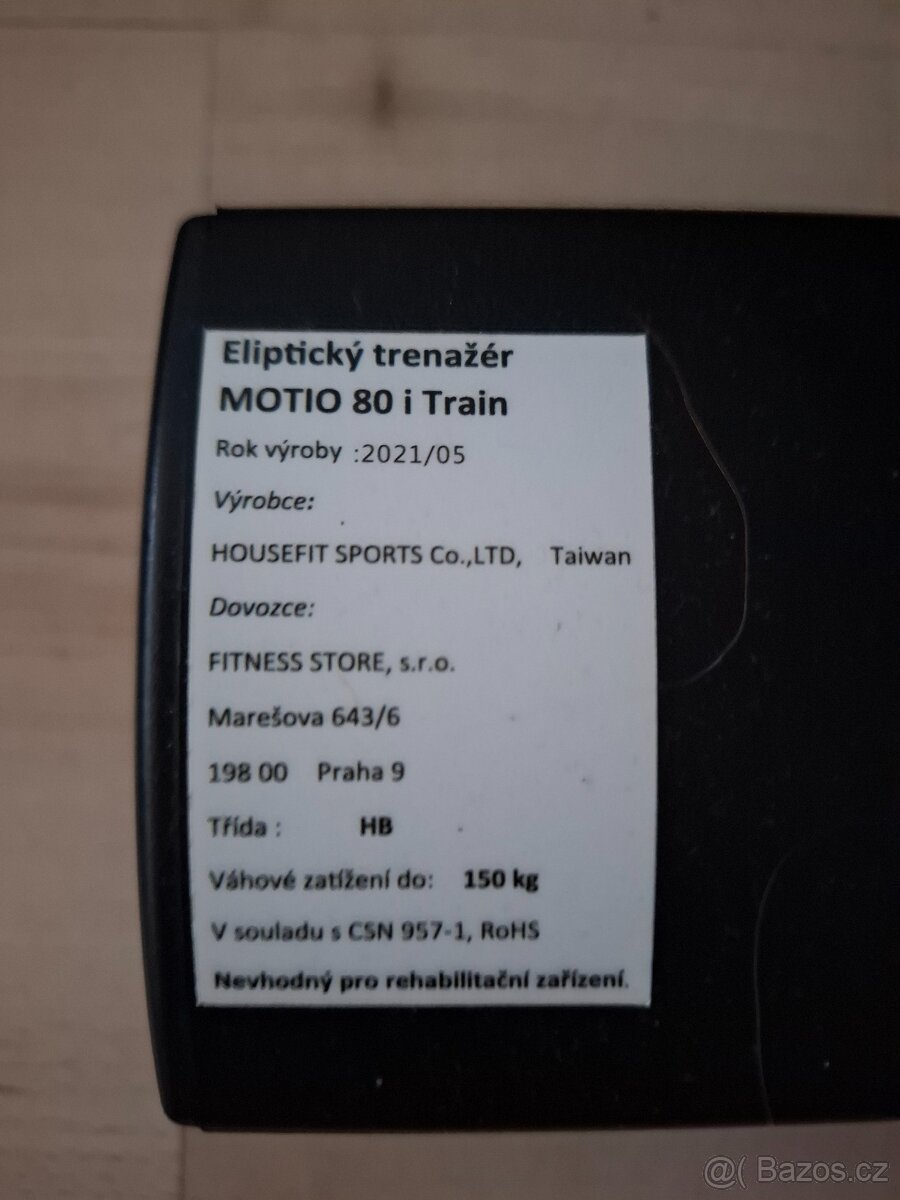 Eliptický trenažér
MOTIO 80 i Train
Rok výroby :2021/05
Výrobce:
HOUSEFIT SPORTS Co.,LTD, Taiwan
Dovozce:
FITNESS STORE, s.r.o.
Marešova 643/6
198 00 Praha 9
Třída : HB
Váhové zatížení do: 150 kg
V souladu s CSN 957-1, RoHS
Nevhodný pro rehabilitační zařízení.
@( Bazos.cz